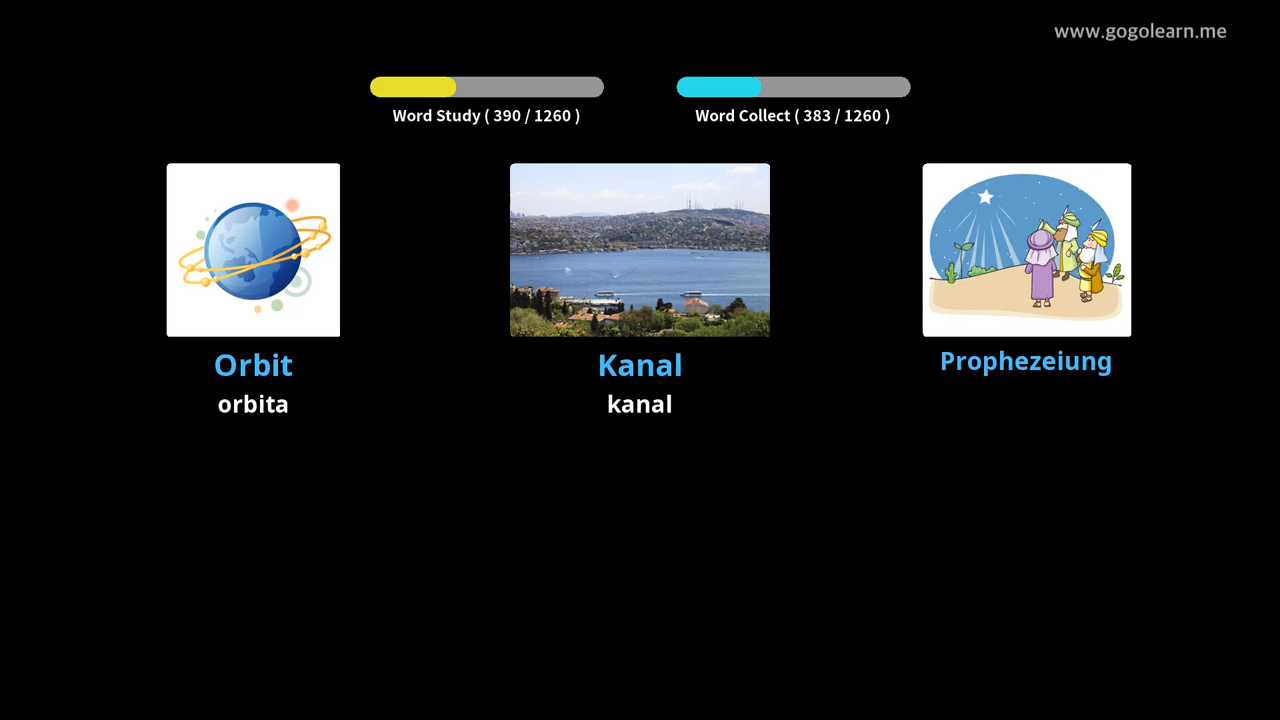 www.gogolearn.me
Word Study ( 390 / 1260 )
Word Collect ( 383 / 1260 )
Orbit
orbita
Kanal
kanal
Prophezeiung